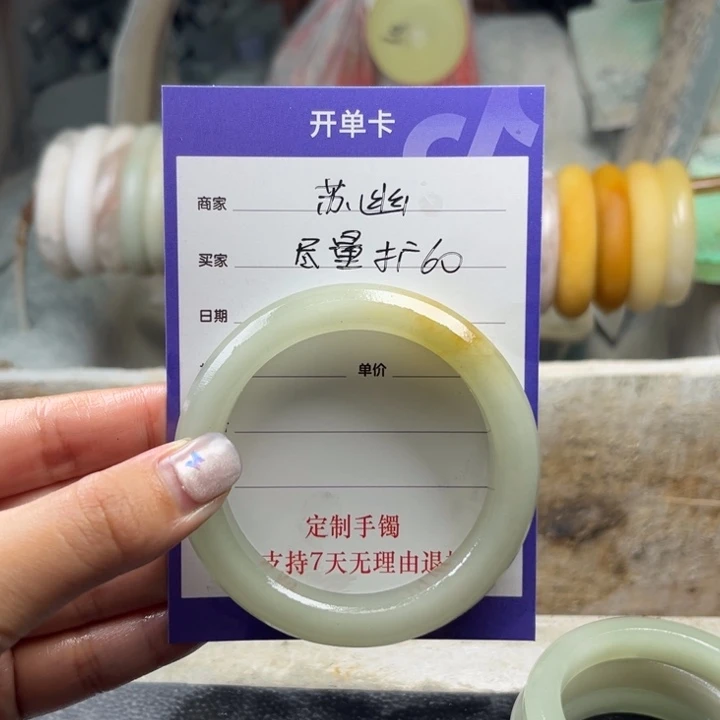 开单卡
商家 苏幽
买家 尽量扩60
日期
单价
定制手镯
支持7天无理由退